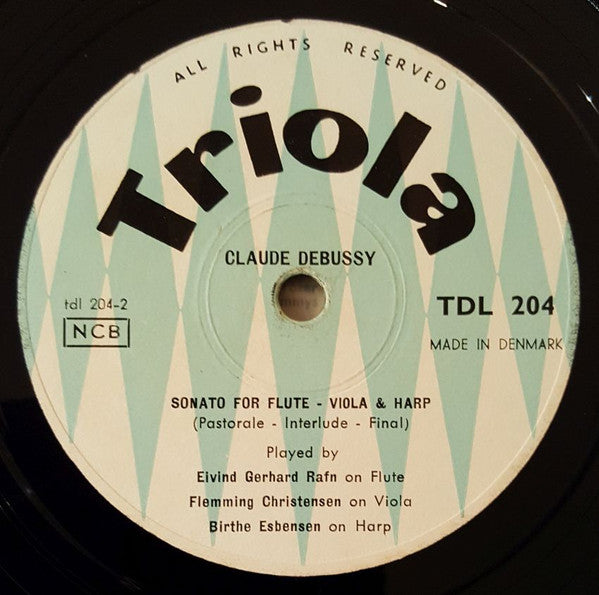 ALL RIGHTS RESERVED
Triola
CLAUDE DEBUSSY
tdl 204-2
NCB
TDL 204
MADE IN DENMARK
SONATO FOR FLUTE - VIOLA & HARP
(Pastorale - Interlude - Final)
Played by
Eivind Gerhard Rafn on Flute
Flemming Christensen on Viola
Birthe Esbensen on Harp